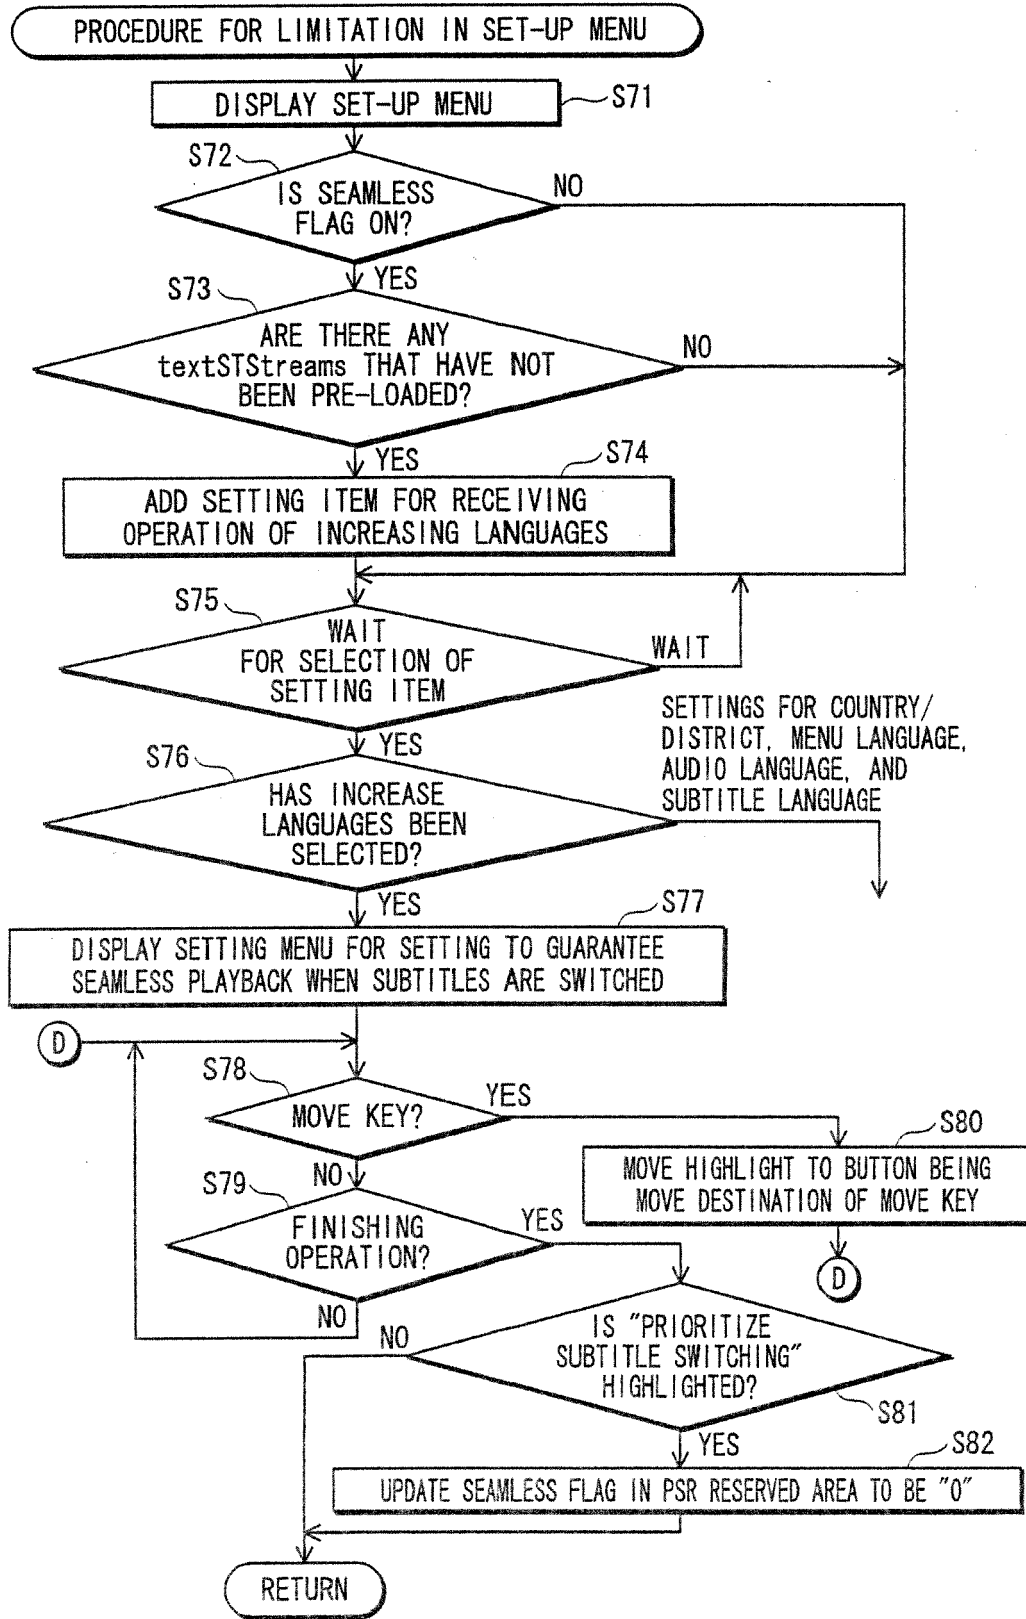 PROCEDURE FOR LIMITATION IN SET-UP MENU
DISPLAY SET-UP MENU
S71
S72
IS SEAMLESS
FLAG ON?
NO
YES
S73
ARE THERE ANY
textSTStreams THAT HAVE NOT
BEEN PRE-LOADED?
NO
YES
S74
ADD SETTING ITEM FOR RECEIVING
OPERATION OF INCREASING LANGUAGES
S75
WAIT
FOR SELECTION OF
SETTING ITEM
WAIT
YES
SETTINGS FOR COUNTRY/
DISTRICT, MENU LANGUAGE,
AUDIO LANGUAGE, AND
SUBTITLE LANGUAGE
S76
HAS INCREASE
LANGUAGES BEEN
SELECTED?
YES
S77
DISPLAY SETTING MENU FOR SETTING TO GUARANTEE
SEAMLESS PLAYBACK WHEN SUBTITLES ARE SWITCHED
D
S78
MOVE KEY?
YES
NO
S80
MOVE HIGHLIGHT TO BUTTON BEING
MOVE DESTINATION OF MOVE KEY
D
S79
FINISHING
OPERATION?
YES
NO
IS "PRIORITIZE
SUBTITLE SWITCHING"
HIGHLIGHTED?
NO
S81
YES
S82
UPDATE SEAMLESS FLAG IN PSR RESERVED AREA TO BE "0"
RETURN